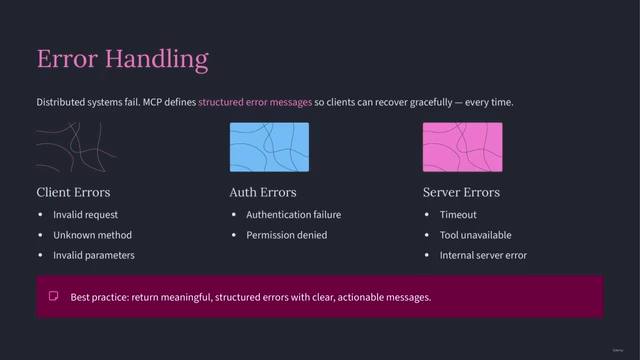 Error Handling
Distributed systems fail. MCP defines structured error messages so clients can recover gracefully — every time.
Client Errors
Invalid request
Unknown method
Invalid parameters
Auth Errors
Authentication failure
Permission denied
Server Errors
Timeout
Tool unavailable
Internal server error
Best practice: return meaningful, structured errors with clear, actionable messages.